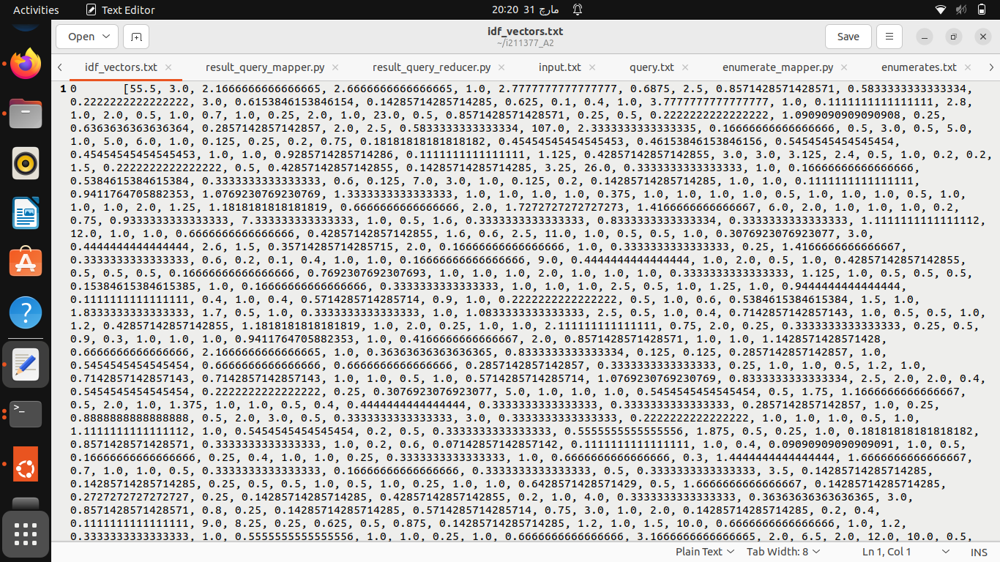 Activities
Text Editor
20:20 31 مارچ
Open
idf_vectors.txt
~/i211377_A2
Save
idf_vectors.txt
result_query_mapper.py
result_query_reducer.py
input.txt
query.txt
enumerate_mapper.py
enumerates.txt
1 0 [55.5, 3.0, 2.1666666666666665, 2.6666666666666665, 1.0, 2.7777777777777777, 0.6875, 2.5, 0.8571428571428571, 0.5833333333333334,
0.2222222222222222, 3.0, 0.6153846153846154, 0.14285714285714285, 0.625, 0.1, 0.4, 1.0, 3.7777777777777777, 1.0, 0.1111111111111111, 2.8,
1.0, 2.0, 0.5, 1.0, 0.7, 1.0, 0.25, 2.0, 1.0, 23.0, 0.5, 0.8571428571428571, 0.25, 0.5, 0.2222222222222222, 1.0909090909090908, 0.25,
0.6363636363636364, 0.2857142857142857, 2.0, 2.5, 0.5833333333333334, 107.0, 2.3333333333333335, 0.16666666666666666, 0.5, 3.0, 0.5, 5.0,
1.0, 5.0, 6.0, 1.0, 0.125, 0.25, 0.2, 0.75, 0.18181818181818182, 0.45454545454545453, 0.46153846153846156, 0.5454545454545454,
0.45454545454545453, 1.0, 1.0, 0.9285714285714286, 0.1111111111111111, 1.125, 0.42857142857142855, 3.0, 3.0, 3.125, 2.4, 0.5, 1.0, 0.2, 0.2,
1.5, 0.2222222222222222, 0.5, 0.42857142857142855, 0.14285714285714285, 3.25, 26.0, 0.3333333333333333, 1.0, 0.16666666666666666,
0.5384615384615384, 0.3333333333333333, 0.6, 0.125, 7.0, 3.0, 1.0, 0.125, 0.2, 0.14285714285714285, 1.0, 1.0, 0.1111111111111111,
0.9411764705882353, 1.0769230769230769, 1.3333333333333333, 1.0, 1.0, 1.0, 1.0, 0.375, 1.0, 1.0, 1.0, 1.0, 0.5, 1.0, 1.0, 1.0, 0.5, 1.0,
1.0, 1.0, 2.0, 1.25, 1.1818181818181819, 0.6666666666666666, 2.0, 1.7272727272727273, 1.4166666666666667, 6.0, 2.0, 1.0, 1.0, 1.0, 0.2,
0.75, 0.9333333333333333, 7.333333333333333, 1.0, 0.5, 1.6, 0.3333333333333333, 0.8333333333333334, 0.3333333333333333, 1.1111111111111112,
12.0, 1.0, 1.0, 0.6666666666666666, 0.42857142857142855, 1.6, 0.6, 2.5, 11.0, 1.0, 0.5, 0.5, 1.0, 0.3076923076923077, 3.0,
0.4444444444444444, 2.6, 1.5, 0.35714285714285715, 2.0, 0.16666666666666666, 1.0, 0.3333333333333333, 0.25, 1.4166666666666667,
0.3333333333333333, 0.6, 0.2, 0.1, 0.4, 1.0, 1.0, 0.16666666666666666, 9.0, 0.4444444444444444, 1.0, 2.0, 0.5, 1.0, 0.42857142857142855,
0.5, 0.5, 0.5, 0.16666666666666666, 0.7692307692307693, 1.0, 1.0, 1.0, 2.0, 1.0, 1.0, 1.0, 0.3333333333333333, 1.125, 1.0, 0.5, 0.5, 0.5,
0.15384615384615385, 1.0, 0.16666666666666666, 0.3333333333333333, 1.0, 1.0, 1.0, 2.5, 0.5, 1.0, 1.25, 1.0, 0.9444444444444444,
0.1111111111111111, 0.4, 1.0, 0.4, 0.5714285714285714, 0.9, 1.0, 0.2222222222222222, 0.5, 1.0, 0.6, 0.5384615384615384, 1.5, 1.0,
1.8333333333333333, 1.7, 0.5, 1.0, 0.3333333333333333, 1.0, 1.0833333333333333, 2.5, 0.5, 1.0, 0.4, 0.7142857142857143, 1.0, 0.5, 0.5, 1.0,
1.2, 0.42857142857142855, 1.1818181818181819, 1.0, 2.0, 0.25, 1.0, 1.0, 2.111111111111111, 0.75, 2.0, 0.25, 0.3333333333333333, 0.25, 0.5,
0.9, 0.3, 1.0, 1.0, 1.0, 0.9411764705882353, 1.0, 0.4166666666666667, 2.0, 0.8571428571428571, 1.0, 1.0, 1.1428571428571428,
0.6666666666666666, 2.1666666666666665, 1.0, 0.36363636363636365, 0.8333333333333334, 0.125, 0.125, 0.2857142857142857, 1.0,
0.5454545454545454, 0.6666666666666666, 0.6666666666666666, 0.2857142857142857, 0.3333333333333333, 0.25, 1.0, 1.0, 0.5, 1.2, 1.0,
0.7142857142857143, 0.7142857142857143, 1.0, 1.0, 0.5, 1.0, 0.5714285714285714, 1.0769230769230769, 0.8333333333333334, 2.5, 2.0, 2.0, 0.4,
0.5454545454545454, 0.2222222222222222, 0.25, 0.3076923076923077, 5.0, 1.0, 1.0, 1.0, 0.5454545454545454, 0.5, 1.75, 1.1666666666666667,
0.5, 2.0, 1.0, 1.375, 1.0, 1.0, 0.5, 0.4, 0.4444444444444444, 0.3333333333333333, 0.3333333333333333, 0.2857142857142857, 1.0, 0.25,
0.8888888888888888, 0.5, 2.0, 3.0, 0.5, 0.3333333333333333, 3.0, 0.3333333333333333, 0.2222222222222222, 1.0, 1.0, 1.0, 0.5, 1.0,
1.1111111111111112, 1.0, 0.5454545454545454, 0.2, 0.5, 0.3333333333333333, 0.5555555555555556, 1.875, 0.5, 0.25, 1.0, 0.18181818181818182,
0.8571428571428571, 0.3333333333333333, 1.0, 0.2, 0.6, 0.07142857142857142, 0.1111111111111111, 1.0, 0.4, 0.09090909090909091, 1.0, 0.5,
0.16666666666666666, 0.25, 0.4, 1.0, 1.0, 0.25, 0.3333333333333333, 1.0, 0.6666666666666666, 0.3, 1.4444444444444444, 1.6666666666666667,
0.7, 1.0, 1.0, 0.5, 0.3333333333333333, 0.16666666666666666, 0.3333333333333333, 0.5, 0.3333333333333333, 3.5, 0.14285714285714285,
0.14285714285714285, 0.25, 0.5, 0.5, 1.0, 0.5, 1.0, 0.25, 1.0, 1.0, 0.6428571428571429, 0.5, 1.6666666666666667, 0.14285714285714285,
0.2727272727272727, 0.25, 0.14285714285714285, 0.42857142857142855, 0.2, 1.0, 4.0, 0.3333333333333333, 0.36363636363636365, 3.0,
0.8571428571428571, 0.8, 0.25, 0.14285714285714285, 0.5714285714285714, 0.75, 3.0, 1.0, 2.0, 0.14285714285714285, 0.2, 0.4,
0.1111111111111111, 9.0, 8.25, 0.25, 0.625, 0.5, 0.875, 0.14285714285714285, 1.2, 1.0, 1.5, 10.0, 0.6666666666666666, 1.0, 1.2,
0.3333333333333333, 1.0, 0.5555555555555556, 1.0, 1.0, 0.25, 1.0, 0.6666666666666666, 3.1666666666666665, 2.0, 6.5, 2.0, 12.0, 10.0, 0.5,
Plain Text
Tab Width: 8
Ln 1, Col 1
INS